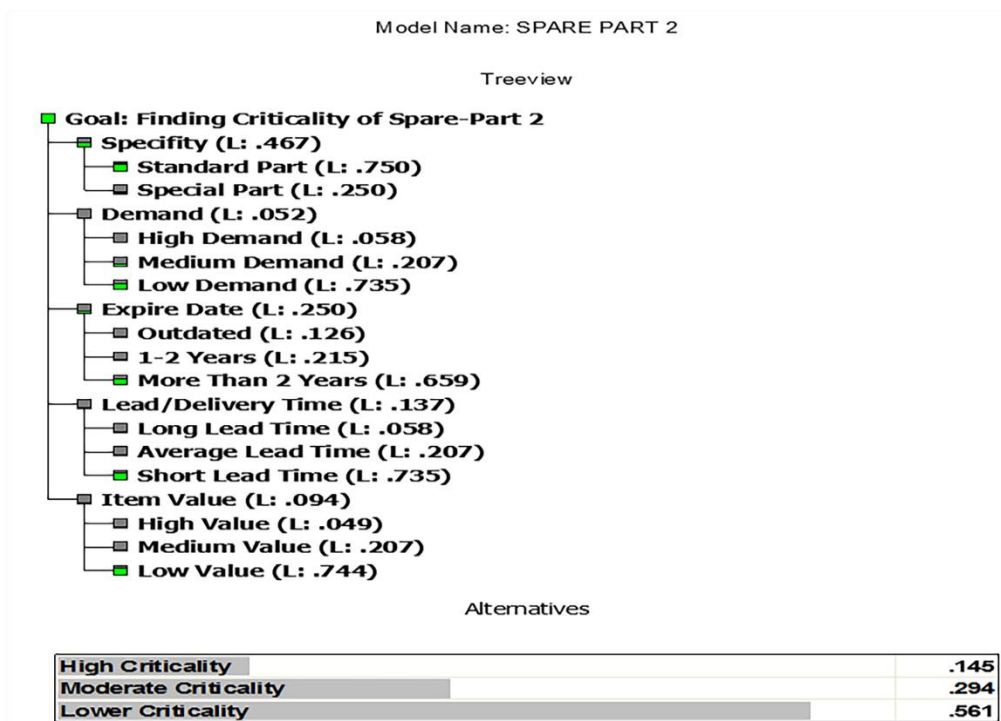 Model Name: SPARE PART 2
Treeview
Goal: Finding Criticality of Spare-Part 2
Specifity (L: .467)
Standard Part (L: .750)
Special Part (L: .250)
Demand (L: .052)
High Demand (L: .058)
Medium Demand (L: .207)
Low Demand (L: .735)
Expire Date (L: .250)
Outdated (L: .126)
1-2 Years (L: .215)
More Than 2 Years (L: .659)
Lead/Delivery Time (L: .137)
Long Lead Time (L: .058)
Average Lead Time (L: .207)
Short Lead Time (L: .735)
Item Value (L: .094)
High Value (L: .049)
Medium Value (L: .207)
Low Value (L: .744)
Alternatives
High Criticality .145
Moderate Criticality .294
Lower Criticality .561